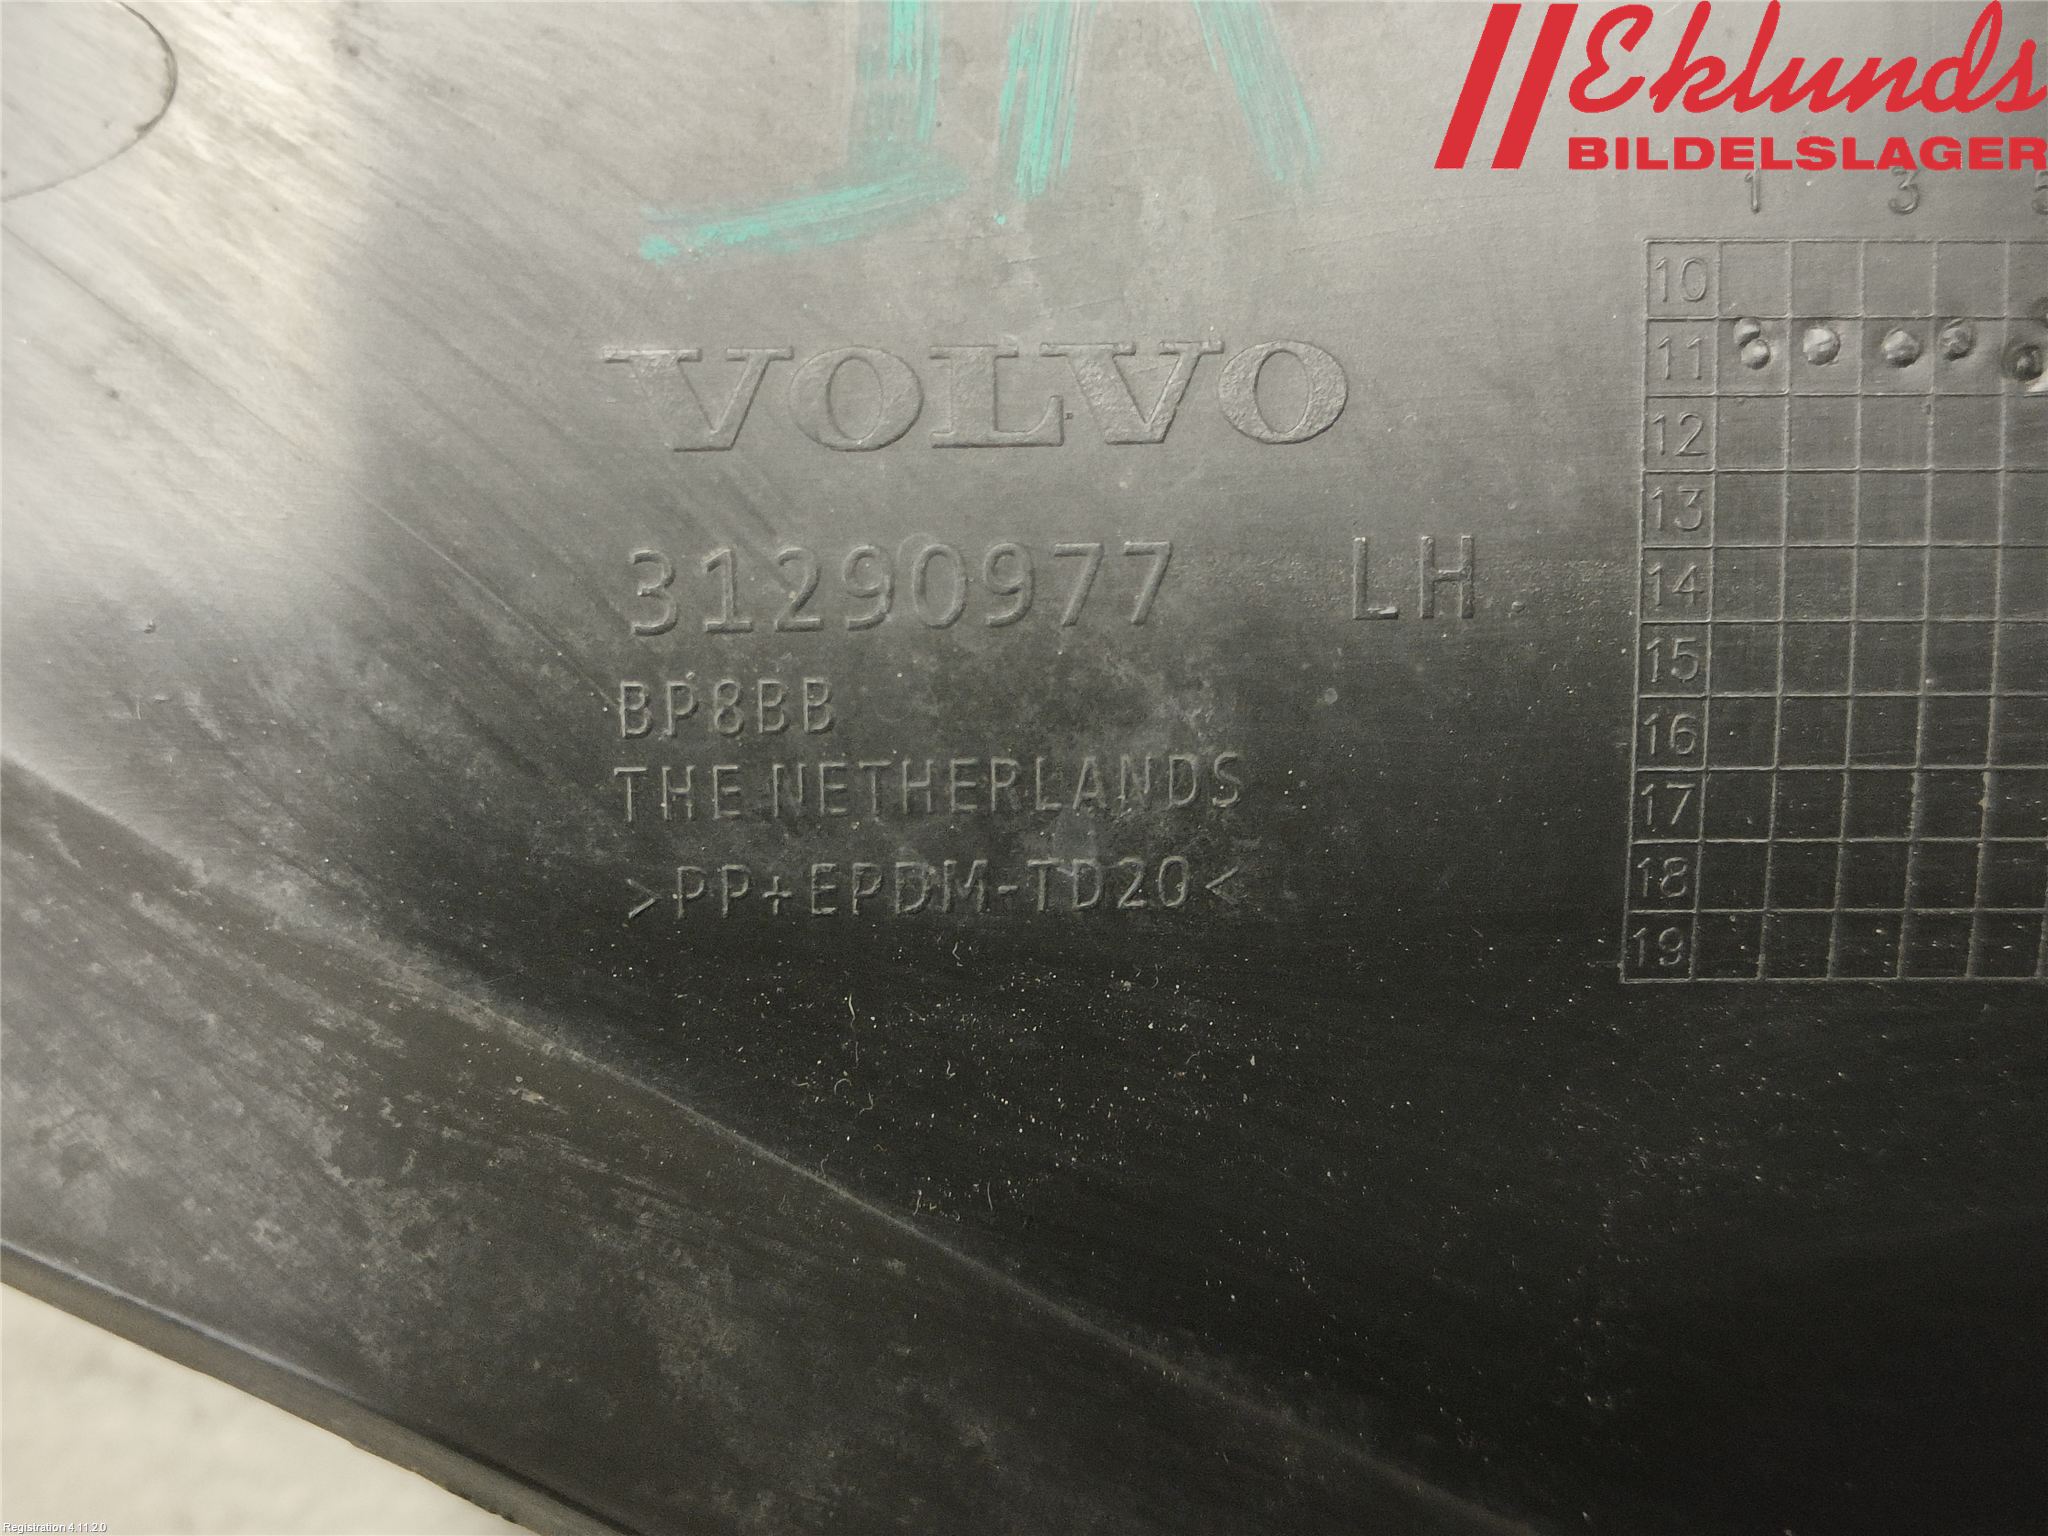 Eklunds
BILDELSLAGER
1 3 5
10
VOLVO
11
12
13
31290977 LH
14
15
BP8BB
16
THE NETHERLANDS
17
>PP+EPDM-TD20<
18
19
Registration 4.11.2.0